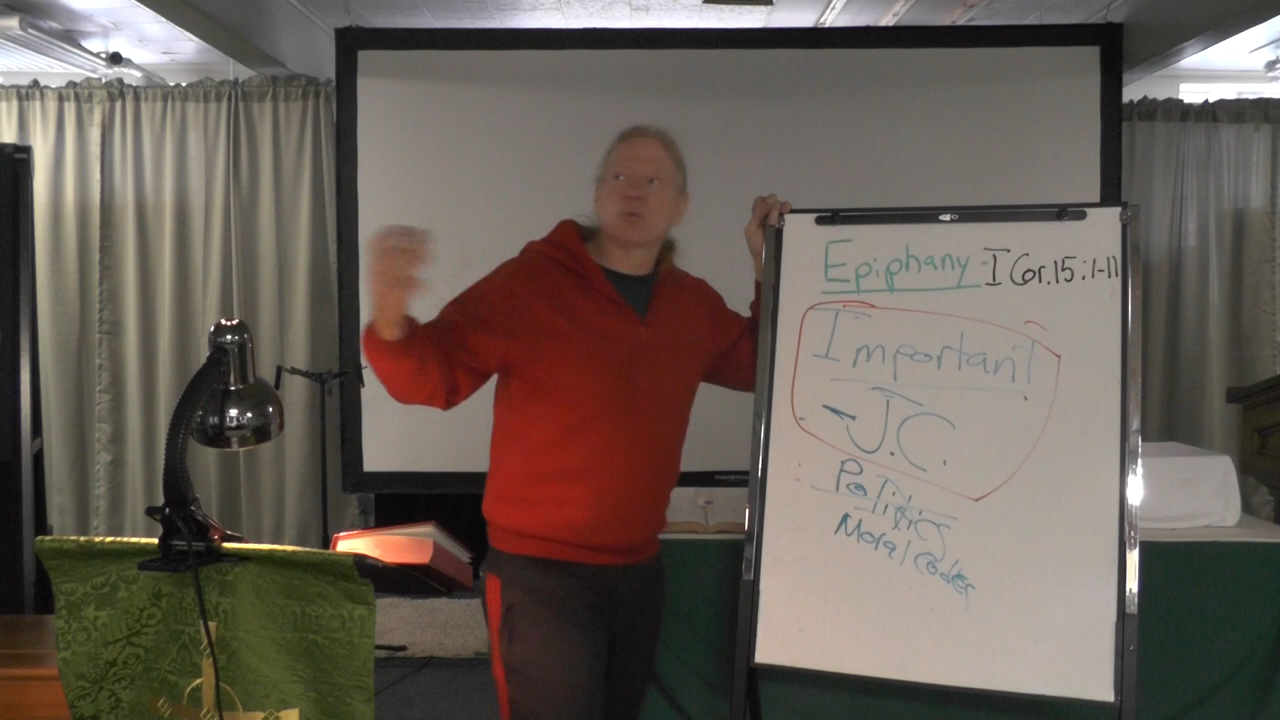 Epiphany - I Cor. 15:1-11
Important
- J.C.
Politics
Moral Codes